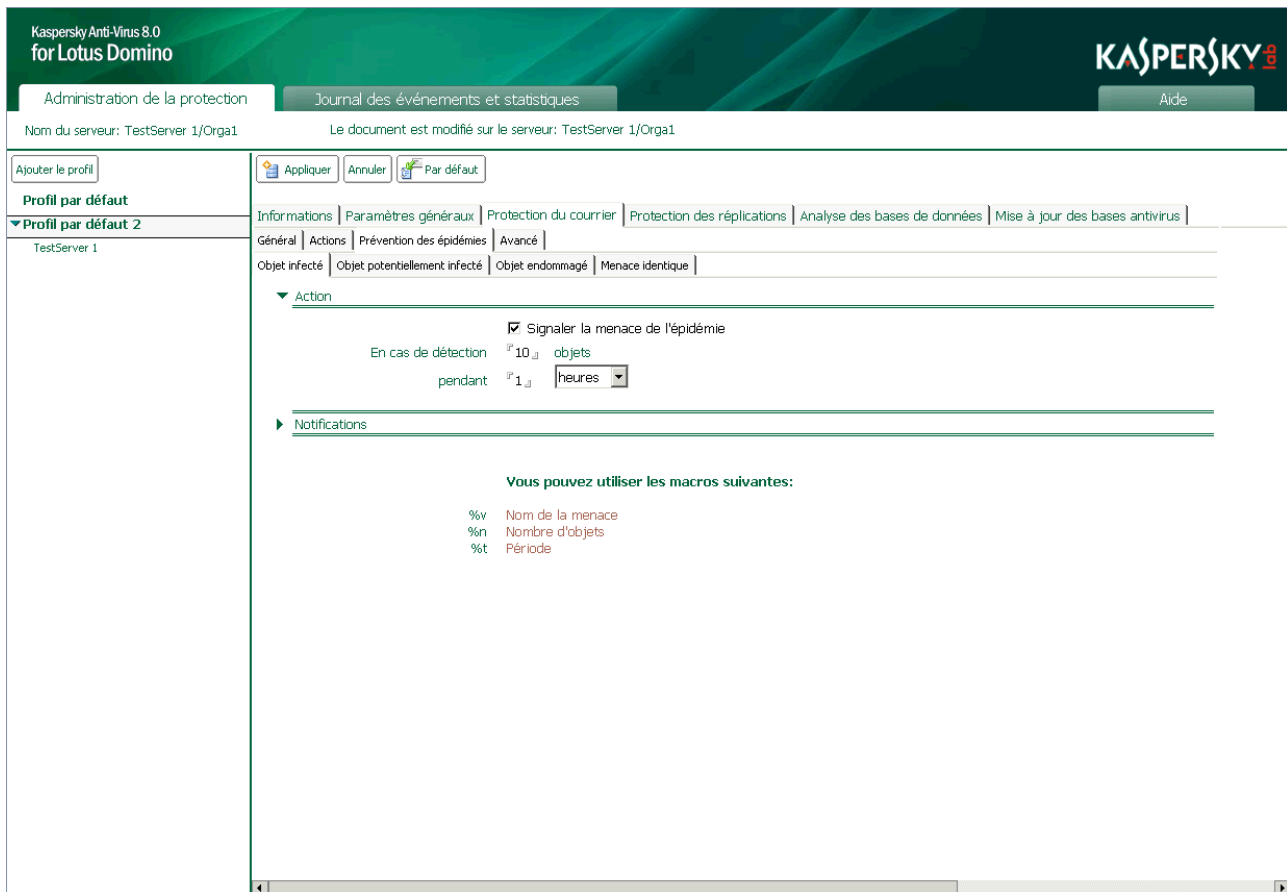 Kaspersky Anti-Virus 8.0
for Lotus Domino
KASPERSKY lab
Administration de la protection
Journal des événements et statistiques
Aide
Nom du serveur: TestServer 1/Orga1
Le document est modifié sur le serveur: TestServer 1/Orga1
Ajouter le profil
Appliquer
Annuler
Par défaut
Profil par défaut
Profil par défaut 2
TestServer 1
Informations
Paramètres généraux
Protection du courrier
Protection des réplications
Analyse des bases de données
Mise à jour des bases antivirus
Général
Actions
Prévention des épidémies
Avancé
Objet infecté
Objet potentiellement infecté
Objet endommagé
Menace identique
Action
Signaler la menace de l'épidémie
En cas de détection 10 objets
pendant 1 heures
Notifications
Vous pouvez utiliser les macros suivantes:
%v Nom de la menace
%n Nombre d'objets
%t Période